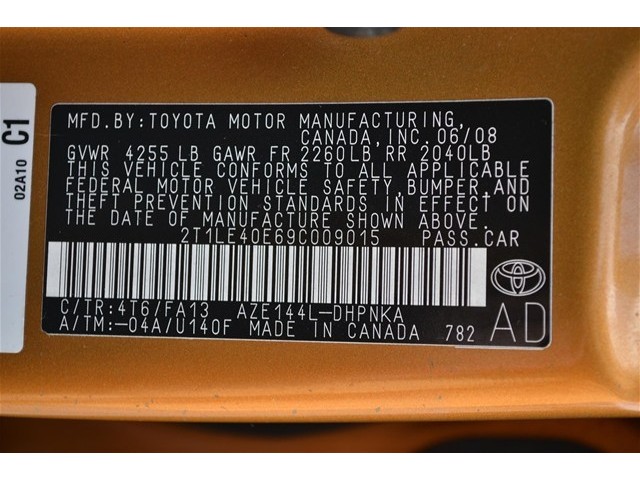 C1
02A10
MFD.BY:TOYOTA MOTOR MANUFACTURING,
CANADA,INC.06/08
GVWR 4255LB GAWR FR 2260LB RR 2040LB
THIS VEHICLE CONFORMS TO ALL APPLICABLE
FEDERAL MOTOR VEHICLE SAFETY,BUMPER,AND
THEFT PREVENTION STANDARDS IN EFFECT ON
THE DATE OF MANUFACTURE SHOWN ABOVE.
2T1LE40E69C009015 PASS.CAR
C/TR:4T6/FA13 AZE144L-DHPNKA
A/TM:-04A/U140F MADE IN CANADA 782
AD